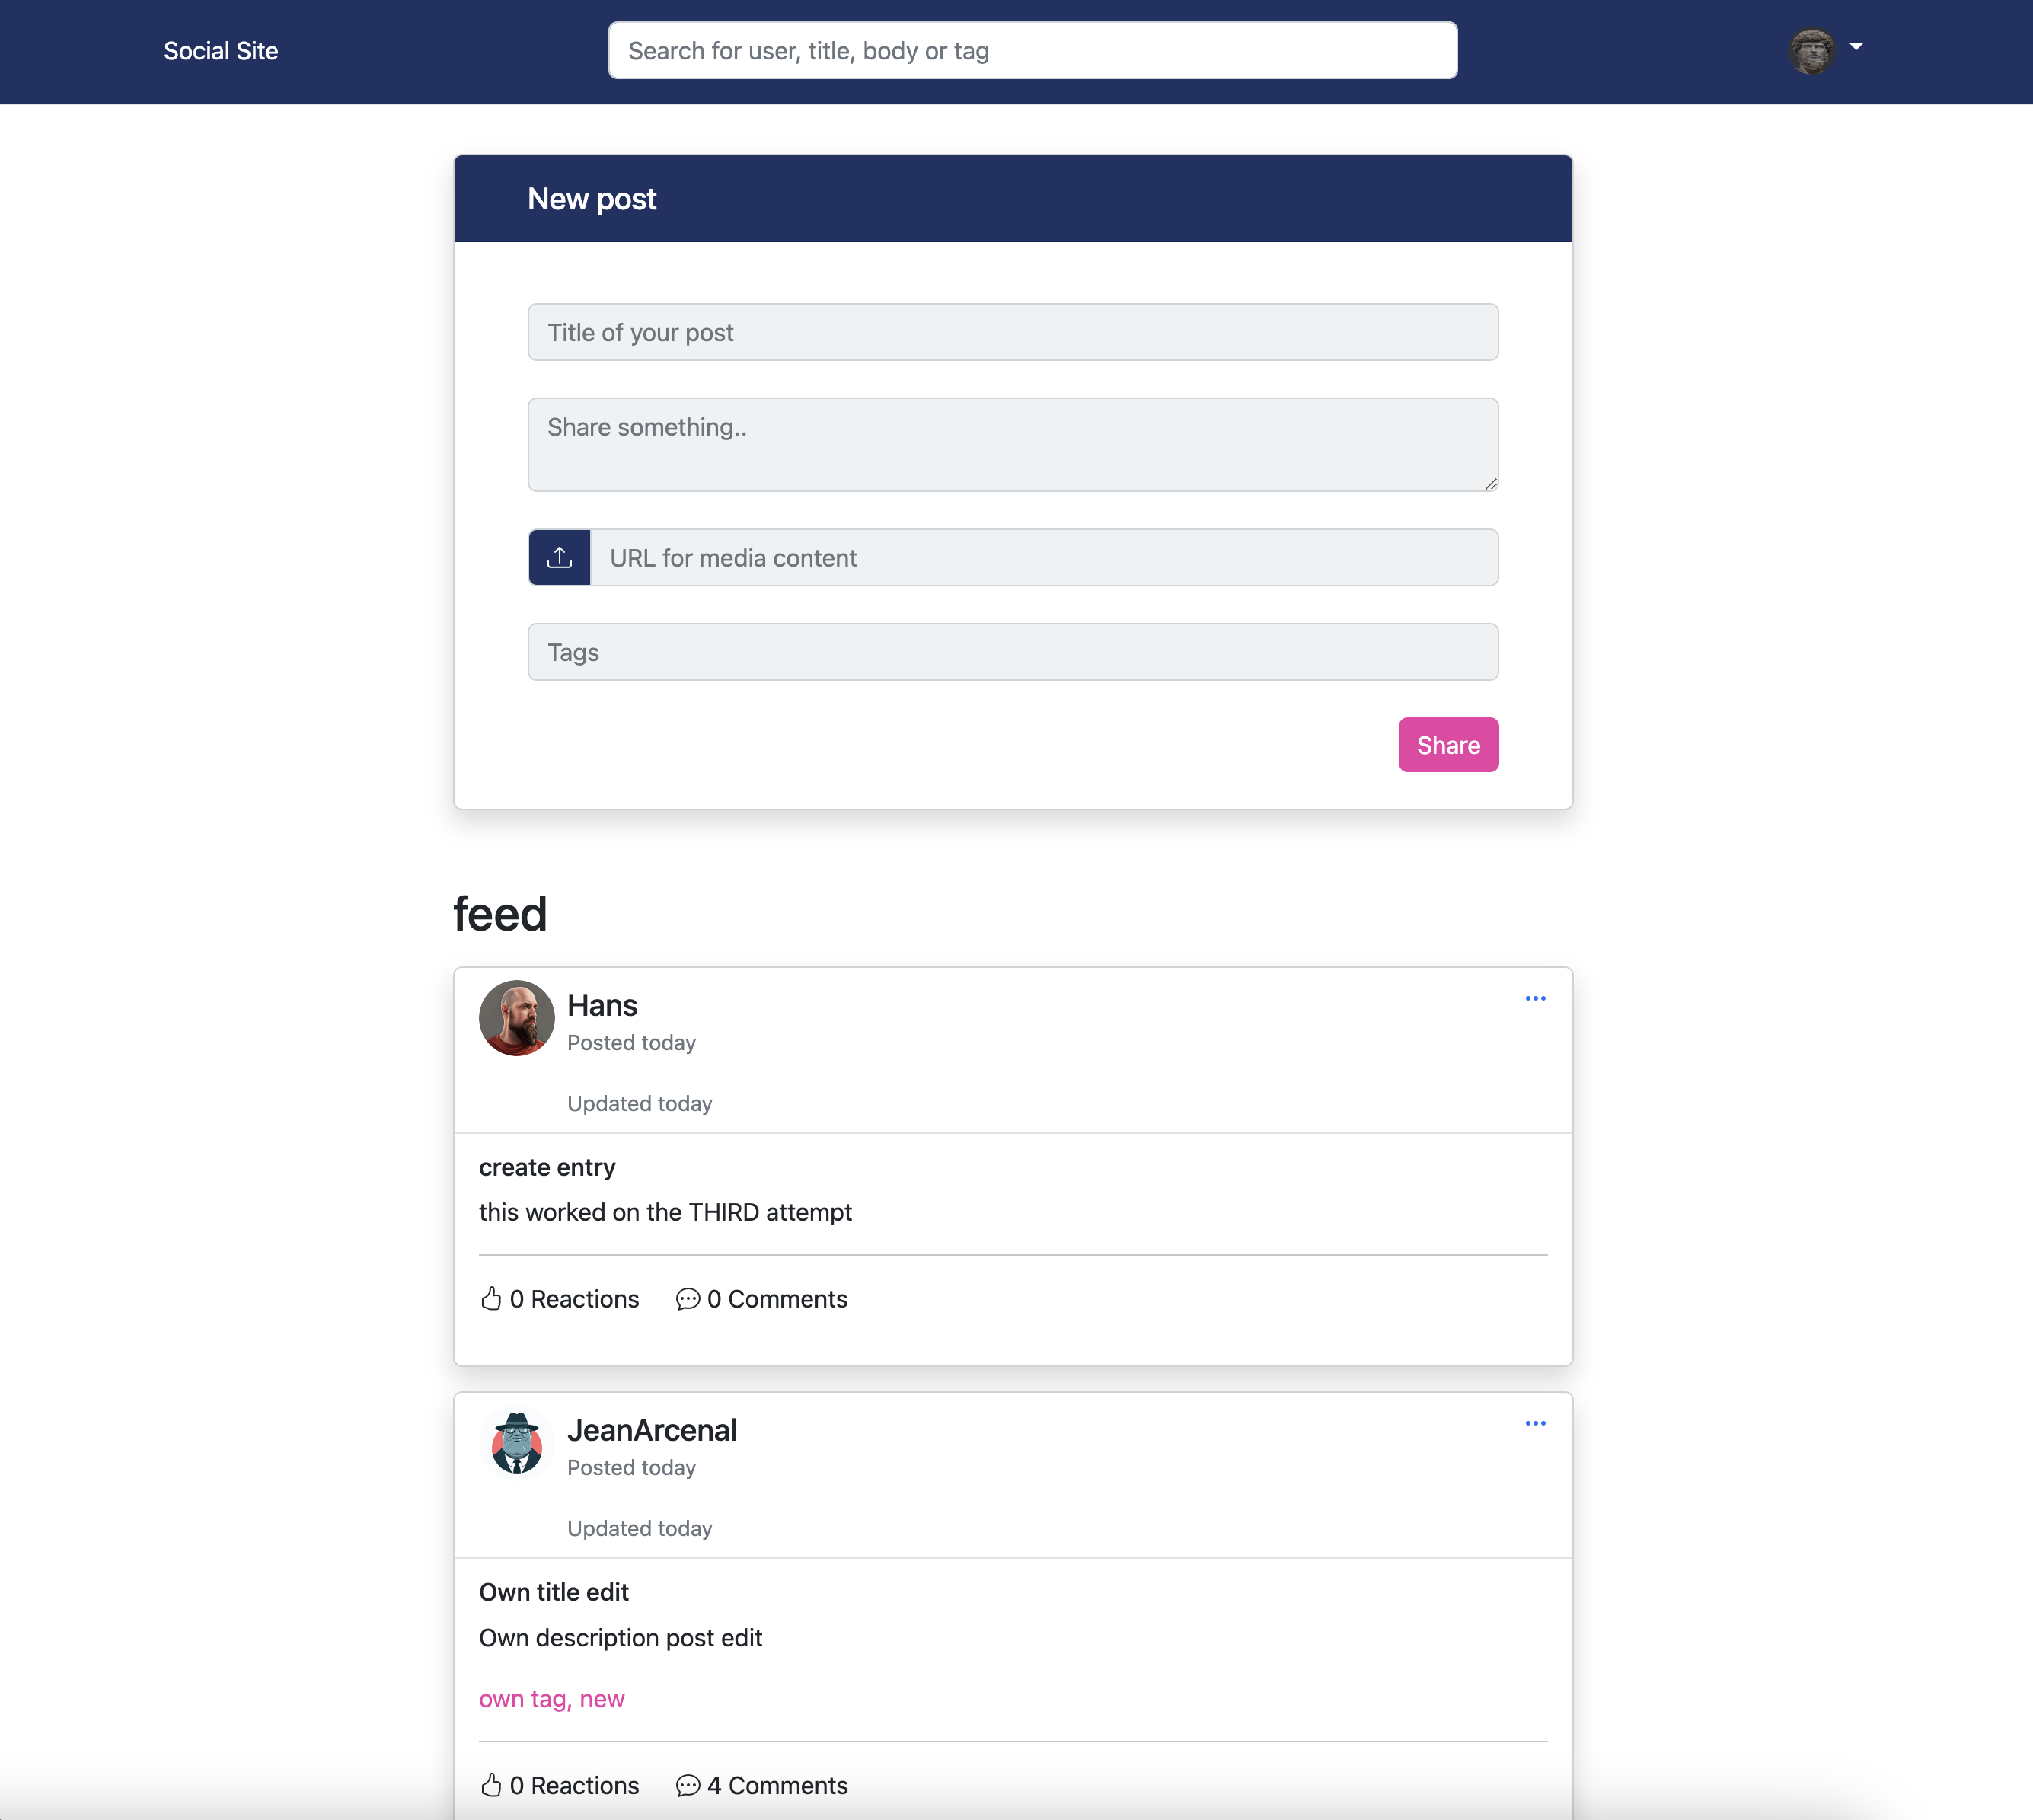 Social Site
Search for user, title, body or tag
New post
Title of your post
Share something..
URL for media content
Tags
Share
feed
Hans
Posted today
Updated today
create entry
this worked on the THIRD attempt
0 Reactions 0 Comments
JeanArcenal
Posted today
Updated today
Own title edit
Own description post edit
own tag, new
0 Reactions 4 Comments